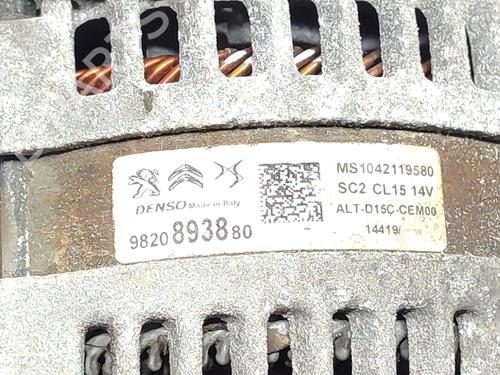 DENSO Made in Italy
9820893880
MS1042119580
SC2 CL15 14V
ALT-D15C-CEM00
14419/